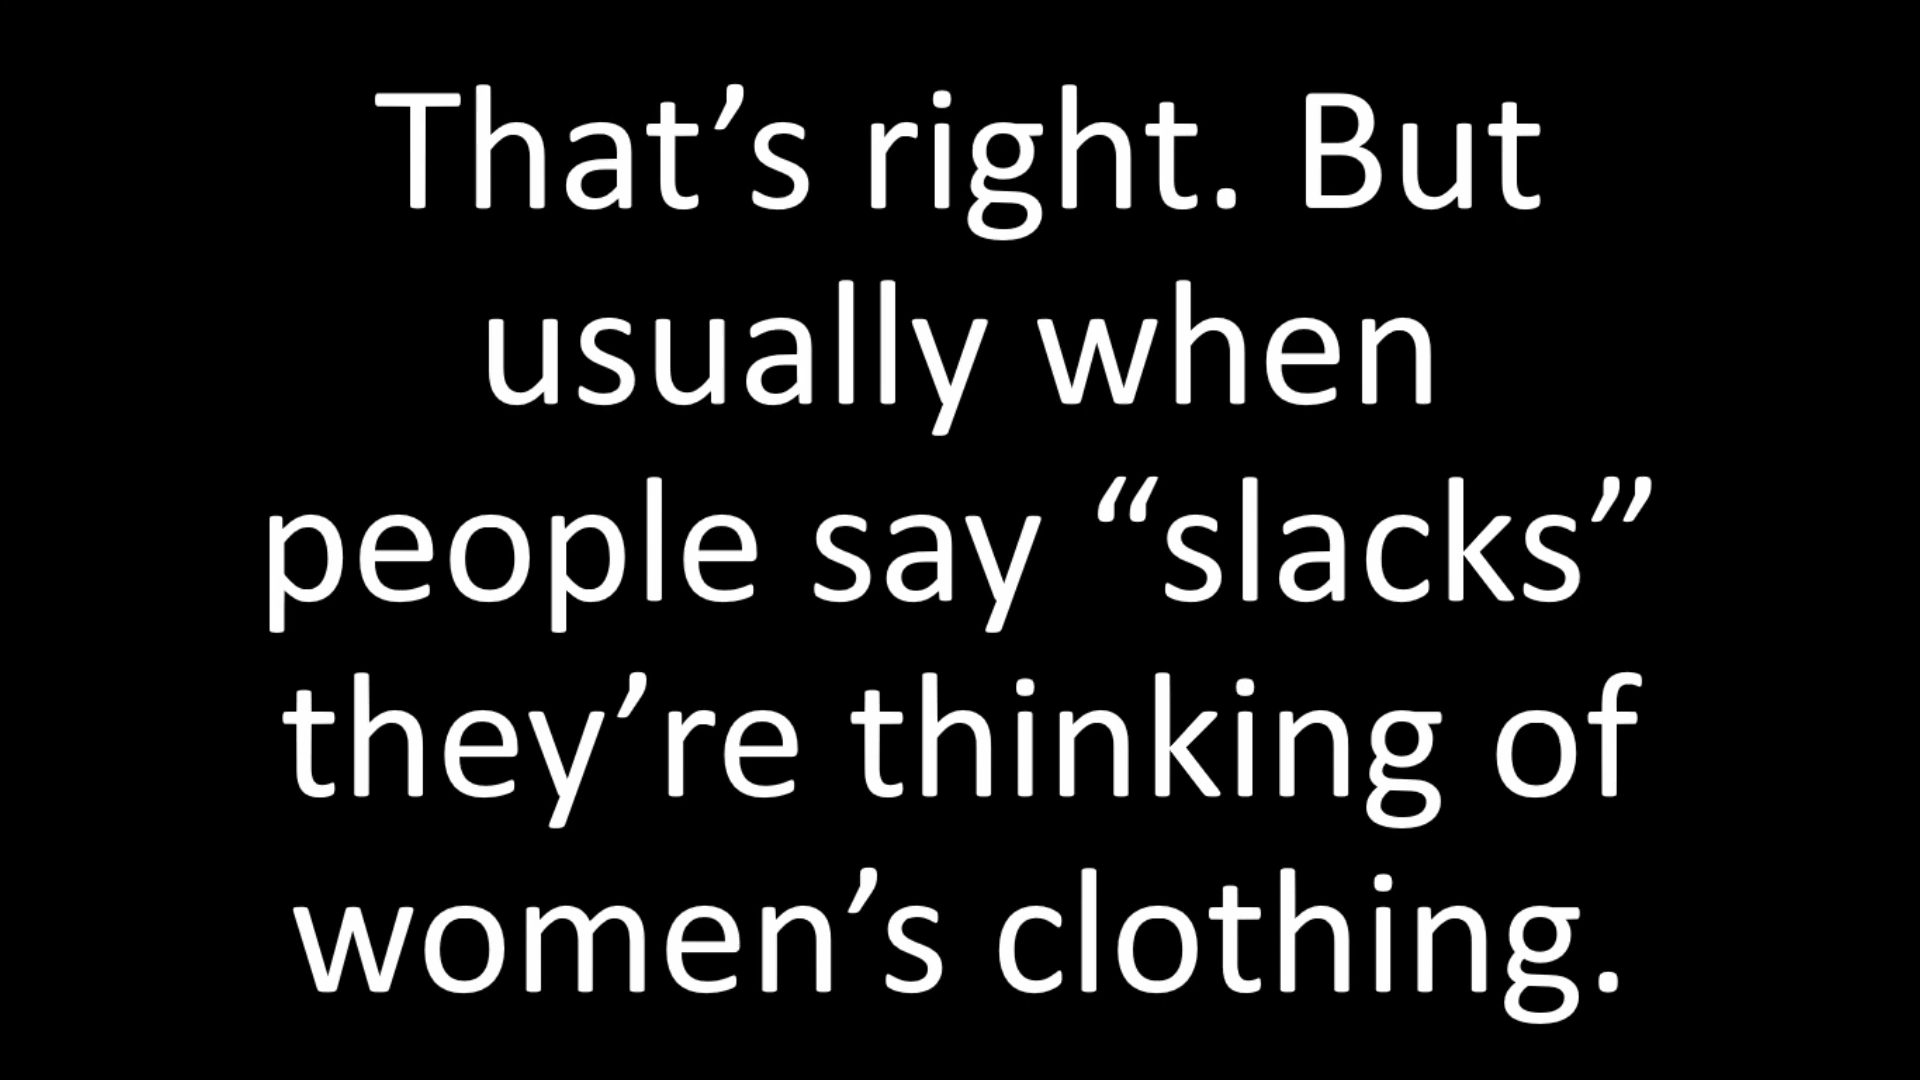 That’s right. But
usually when
people say “slacks”
they’re thinking of
women’s clothing.